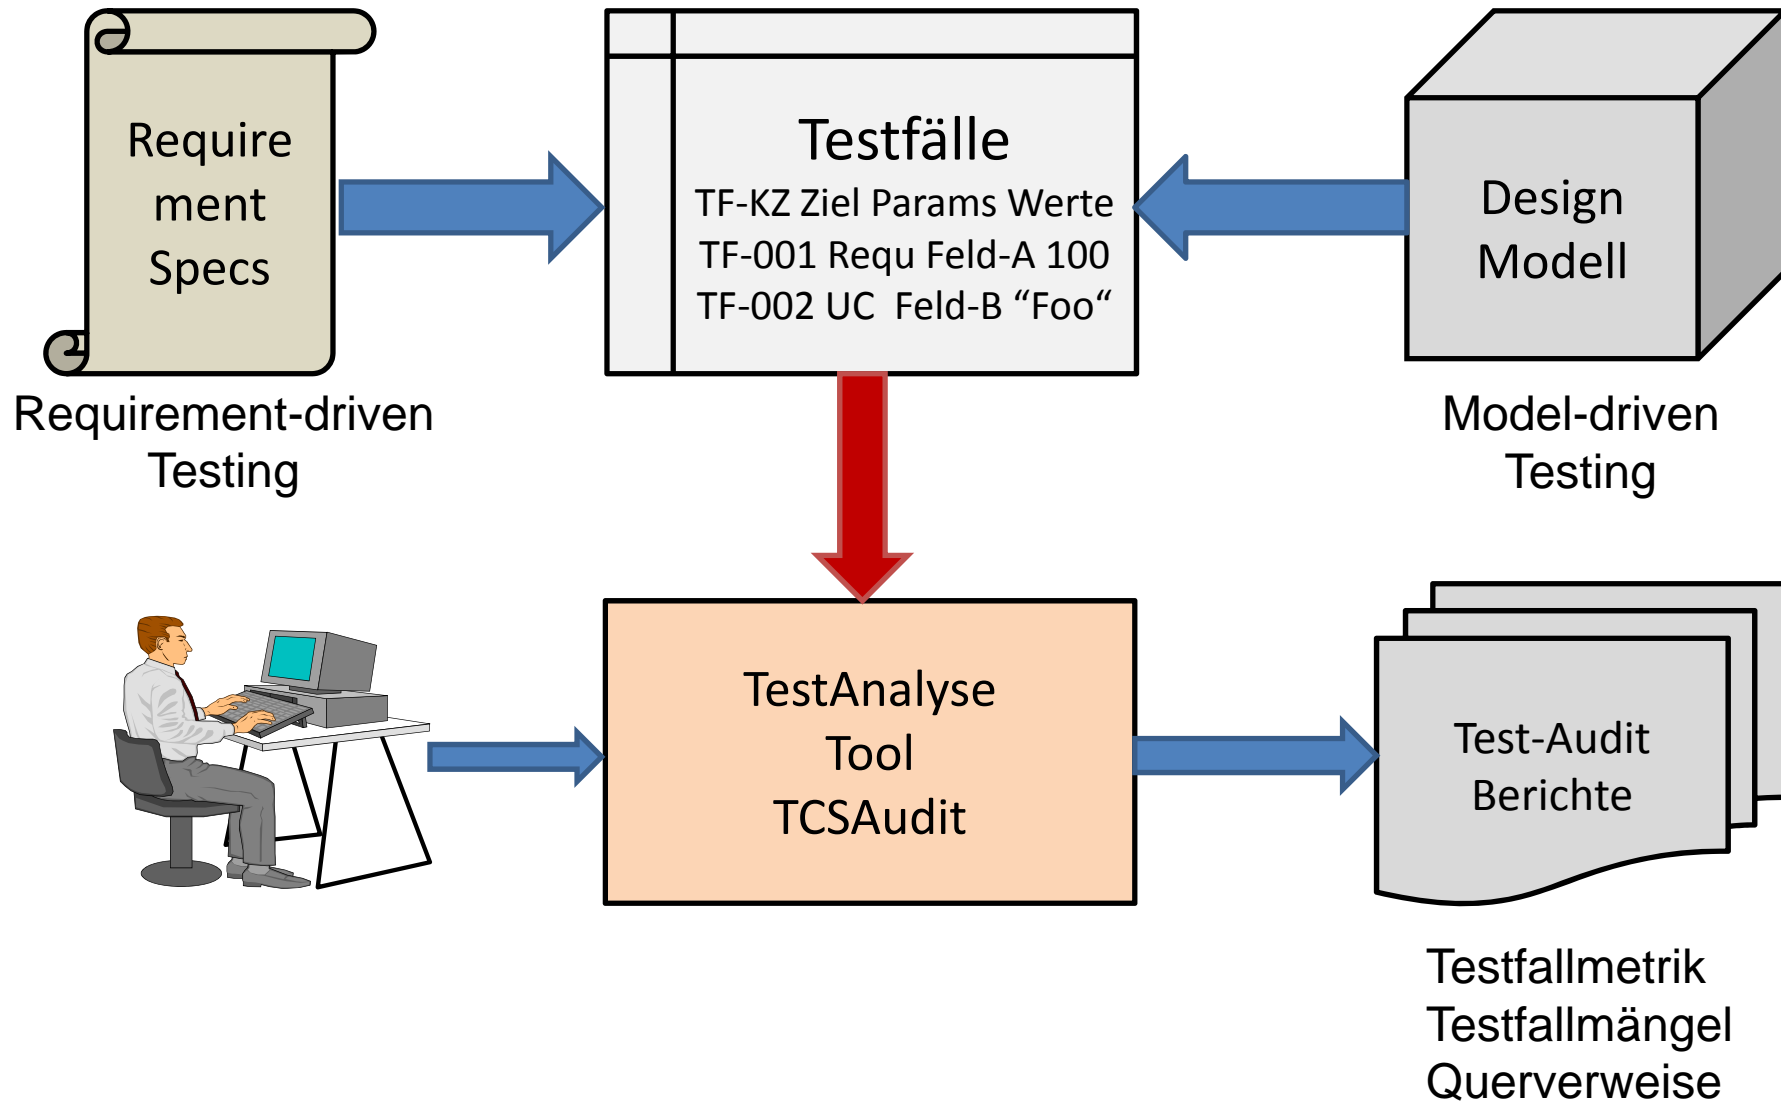 Require
ment
Specs
Requirement-driven
Testing
Testfälle
TF-KZ Ziel Params Werte
TF-001 Requ Feld-A 100
TF-002 UC  Feld-B “Foo“
Design
Modell
Model-driven
Testing
TestAnalyse
Tool
TCSAudit
Test-Audit
Berichte
Testfallmetrik
Testfallmängel
Querverweise